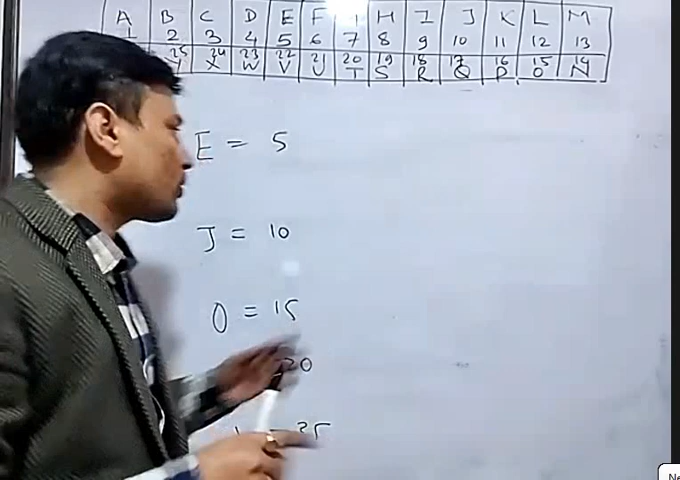 A B C D E F I H I J K L M
1 2 3 4 5 6 7 8 9 10 11 12 13
25 24 23 22 21 20 19 18 17 16 15 14
Y X W V U T S R Q P O N
E = 5
J = 10
O = 15
20
= 25
Ne